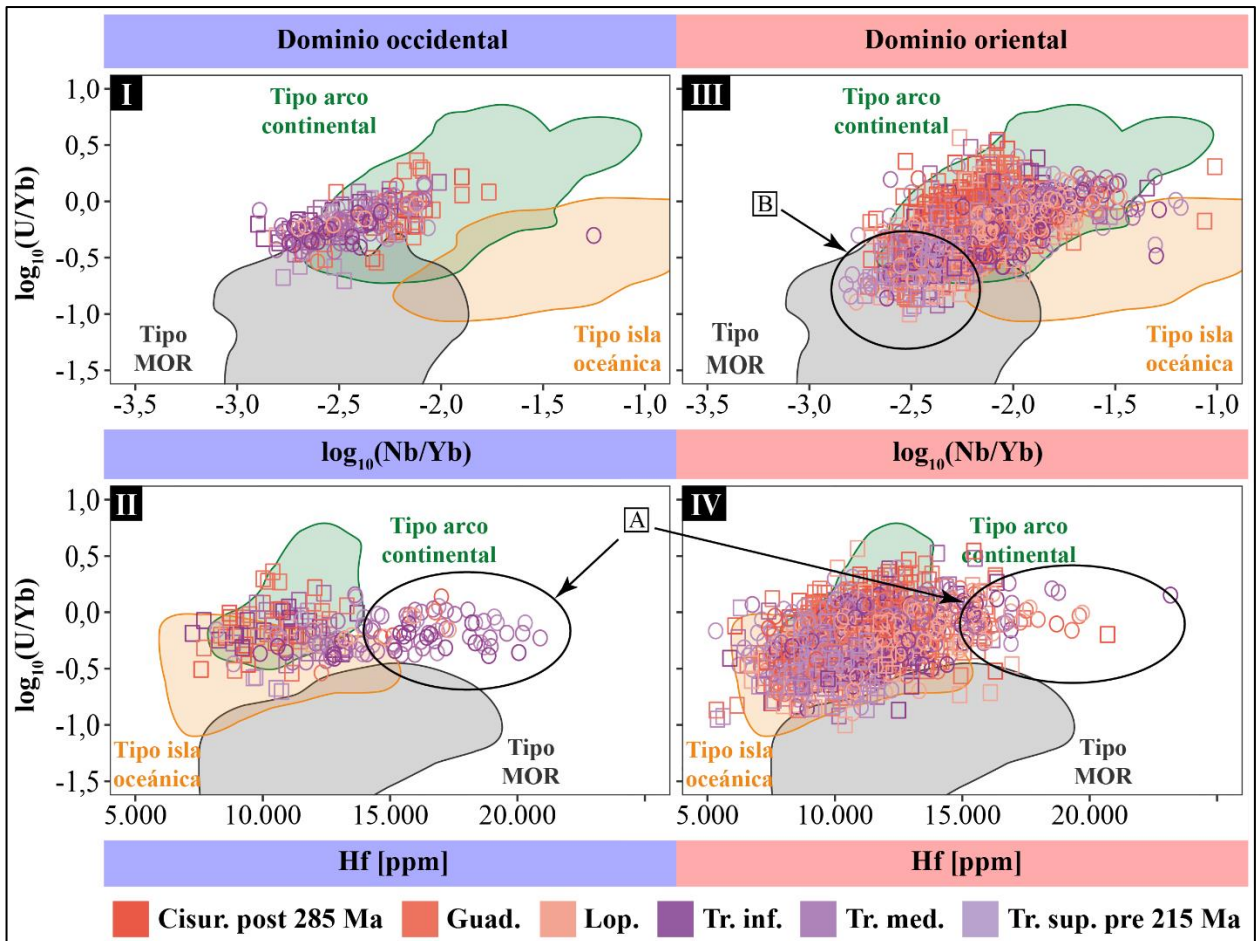 Dominio occidental
Dominio oriental
I
1,0
0,5
0,0
-0,5
-1,0
-1,5
log10(U/Yb)
Tipo arco
continental
Tipo
MOR
Tipo isla
oceánica
-3,5
-3,0
-2,5
-2,0
-1,5
-1,0
III
Tipo arco
continental
B
Tipo
MOR
Tipo isla
oceánica
-3,5
-3,0
-2,5
-2,0
-1,5
-1,0
log10(Nb/Yb)
log10(Nb/Yb)
II
1,0
0,5
0,0
-0,5
-1,0
-1,5
log10(U/Yb)
Tipo arco
continental
A
Tipo isla
oceánica
Tipo
MOR
5.000
10.000
15.000
20.000
IV
Tipo arco
continental
Tipo isla
oceánica
Tipo
MOR
5.000
10.000
15.000
20.000
Hf [ppm]
Hf [ppm]
Cisur. post 285 Ma
Guad.
Lop.
Tr. inf.
Tr. med.
Tr. sup. pre 215 Ma